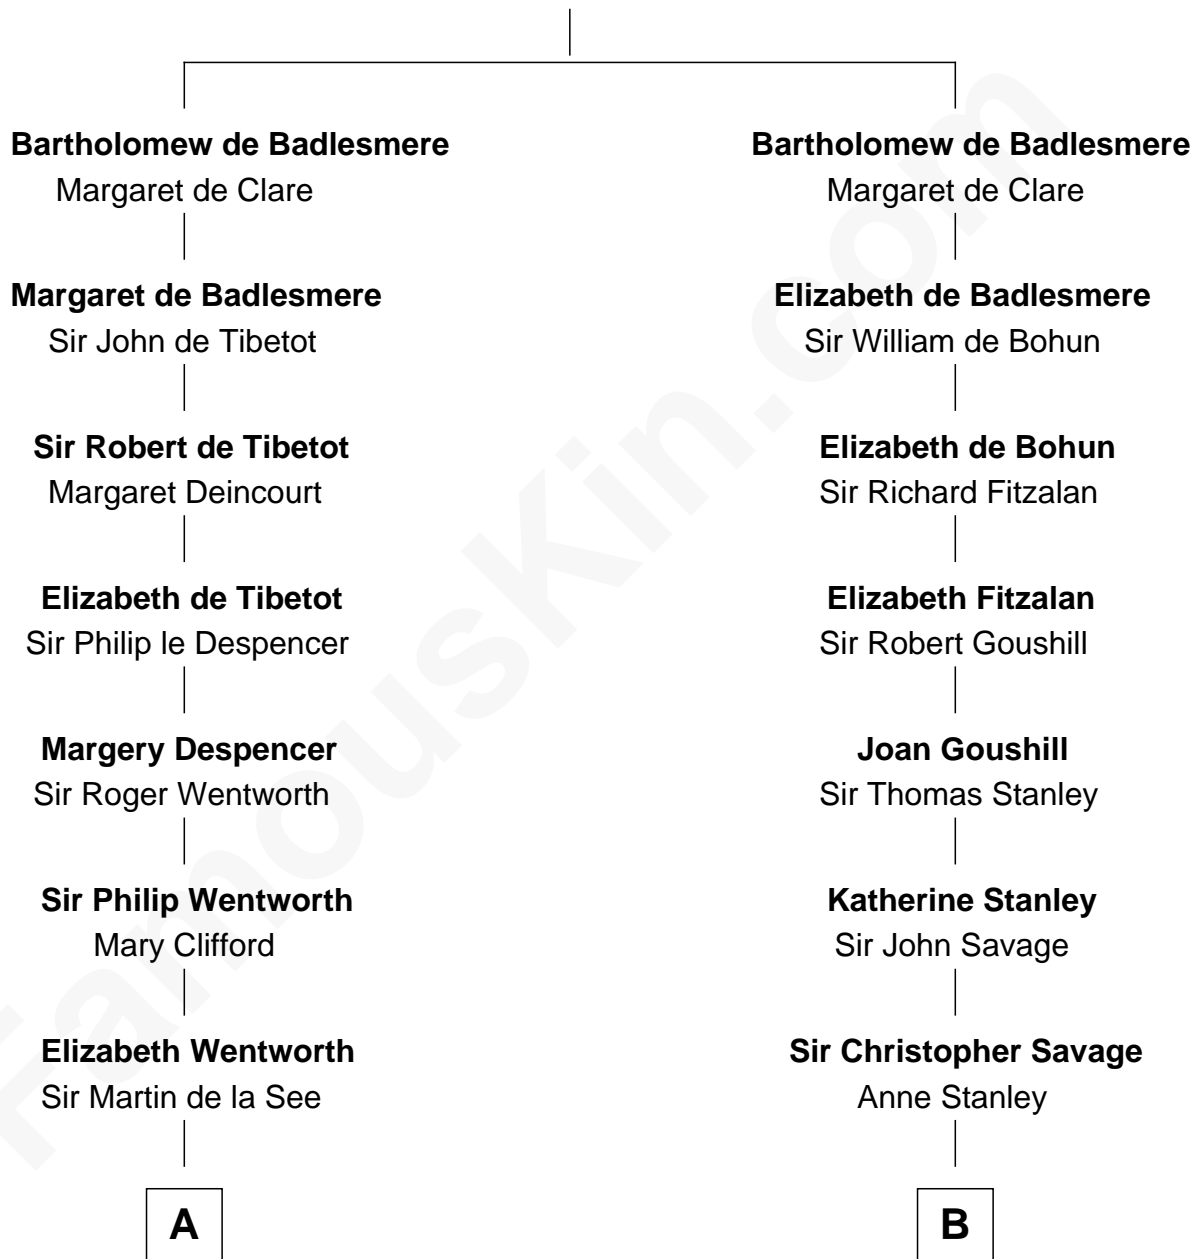 Bartholomew de Badlesmere
Margaret de Clare
Margaret de Badlesmere
Sir John de Tibetot
Sir Robert de Tibetot
Margaret Deincourt
Elizabeth de Tibetot
Sir Philip le Despencer
Margery Despencer
Sir Roger Wentworth
Sir Philip Wentworth
Mary Clifford
Elizabeth Wentworth
Sir Martin de la See
A
Bartholomew de Badlesmere
Margaret de Clare
Elizabeth de Badlesmere
Sir William de Bohun
Elizabeth de Bohun
Sir Richard Fitzalan
Elizabeth Fitzalan
Sir Robert Goushill
Joan Goushill
Sir Thomas Stanley
Katherine Stanley
Sir John Savage
Sir Christopher Savage
Anne Stanley
B
FamousKin.com